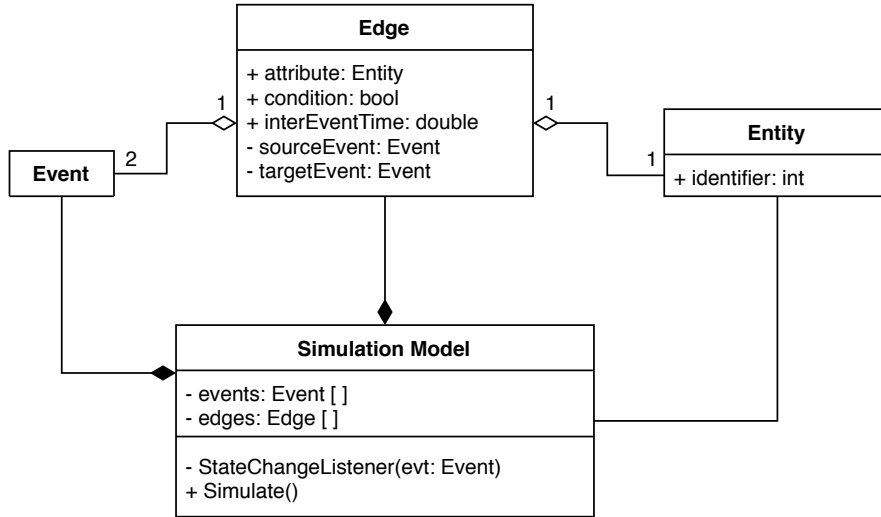 Edge
+ attribute: Entity
+ condition: bool
+ interEventTime: double
- sourceEvent: Event
- targetEvent: Event
1
1
2
1
Event
Entity
+ identifier: int
Simulation Model
- events: Event [ ]
- edges: Edge [ ]
- StateChangeListener(evt: Event)
+ Simulate()